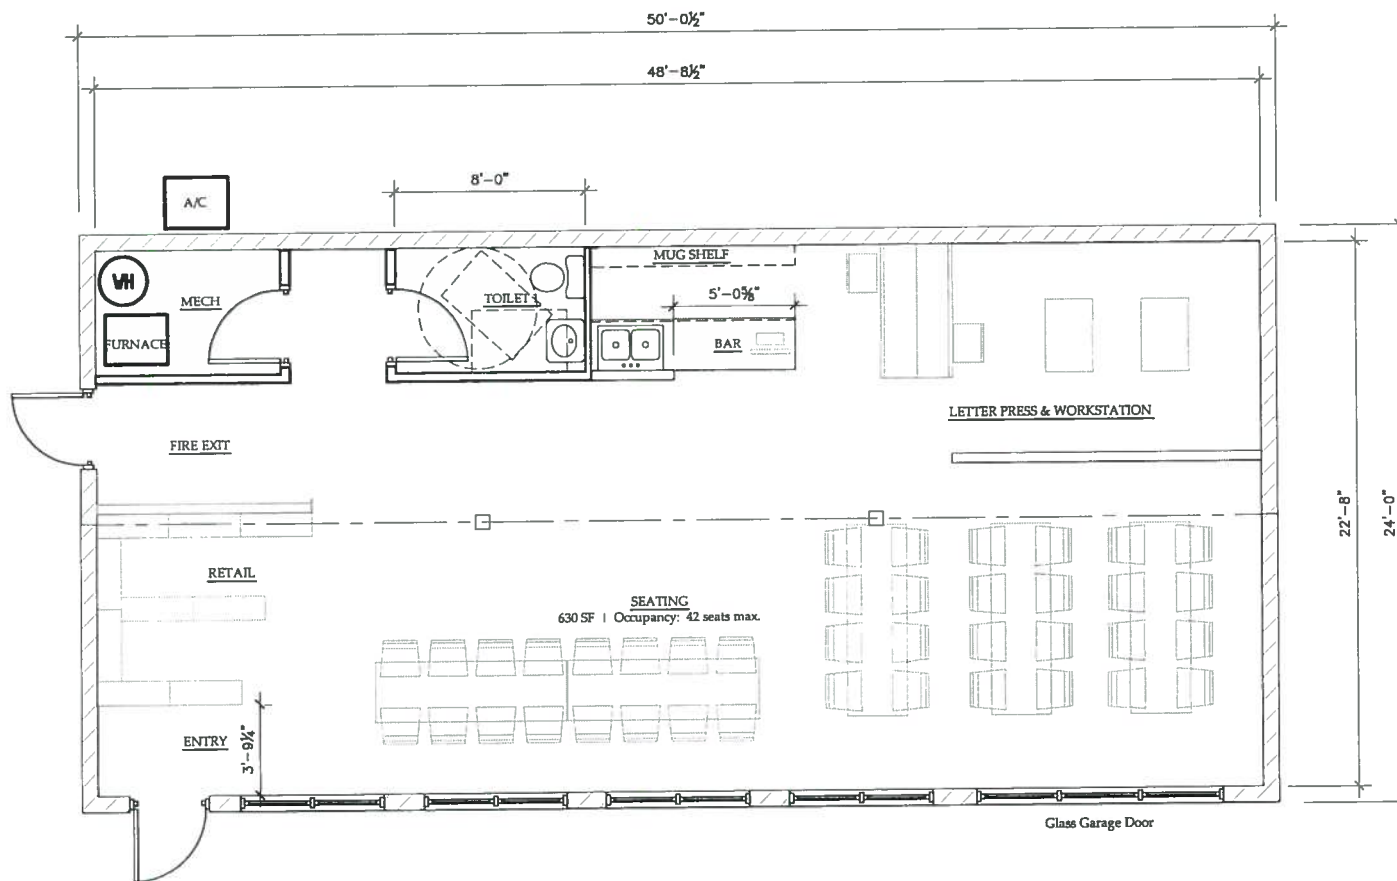 50'-0½"
48'-8½"
8'-0"
A/C
MUG SHELF
WH
MECH
TOILET
5'-0⅝"
FURNACE
BAR
LETTER PRESS & WORKSTATION
FIRE EXIT
22'-8"
24'-0"
RETAIL
SEATING
630 SF | Occupancy: 42 seats max.
ENTRY
3'-9¼"
Glass Garage Door